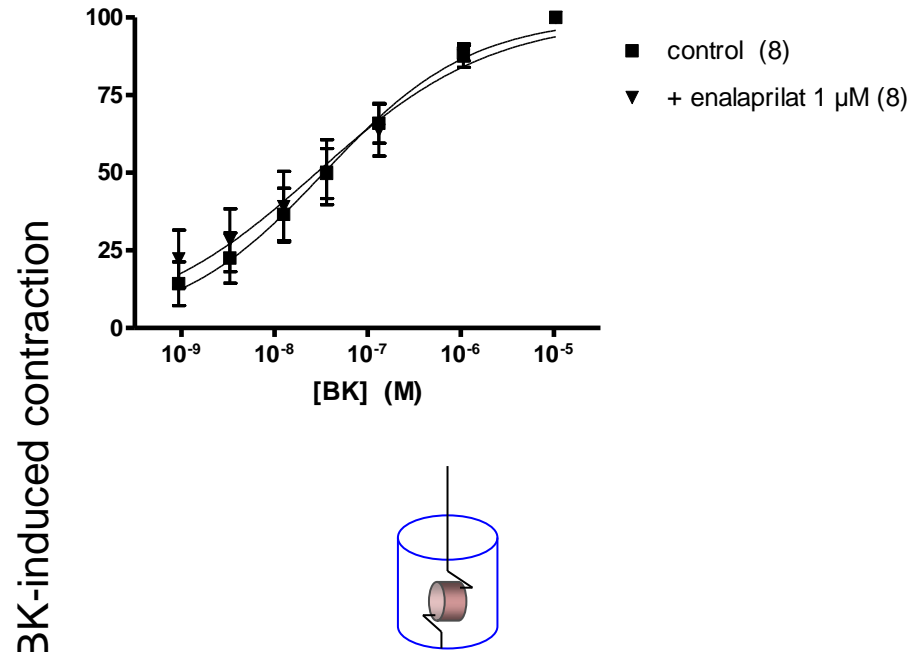 100
75
50
25
0
10⁻⁹ 10⁻⁸ 10⁻⁷ 10⁻⁶ 10⁻⁵
[BK] (M)
control (8)
+ enalaprilat 1 µM (8)
BK-induced contraction